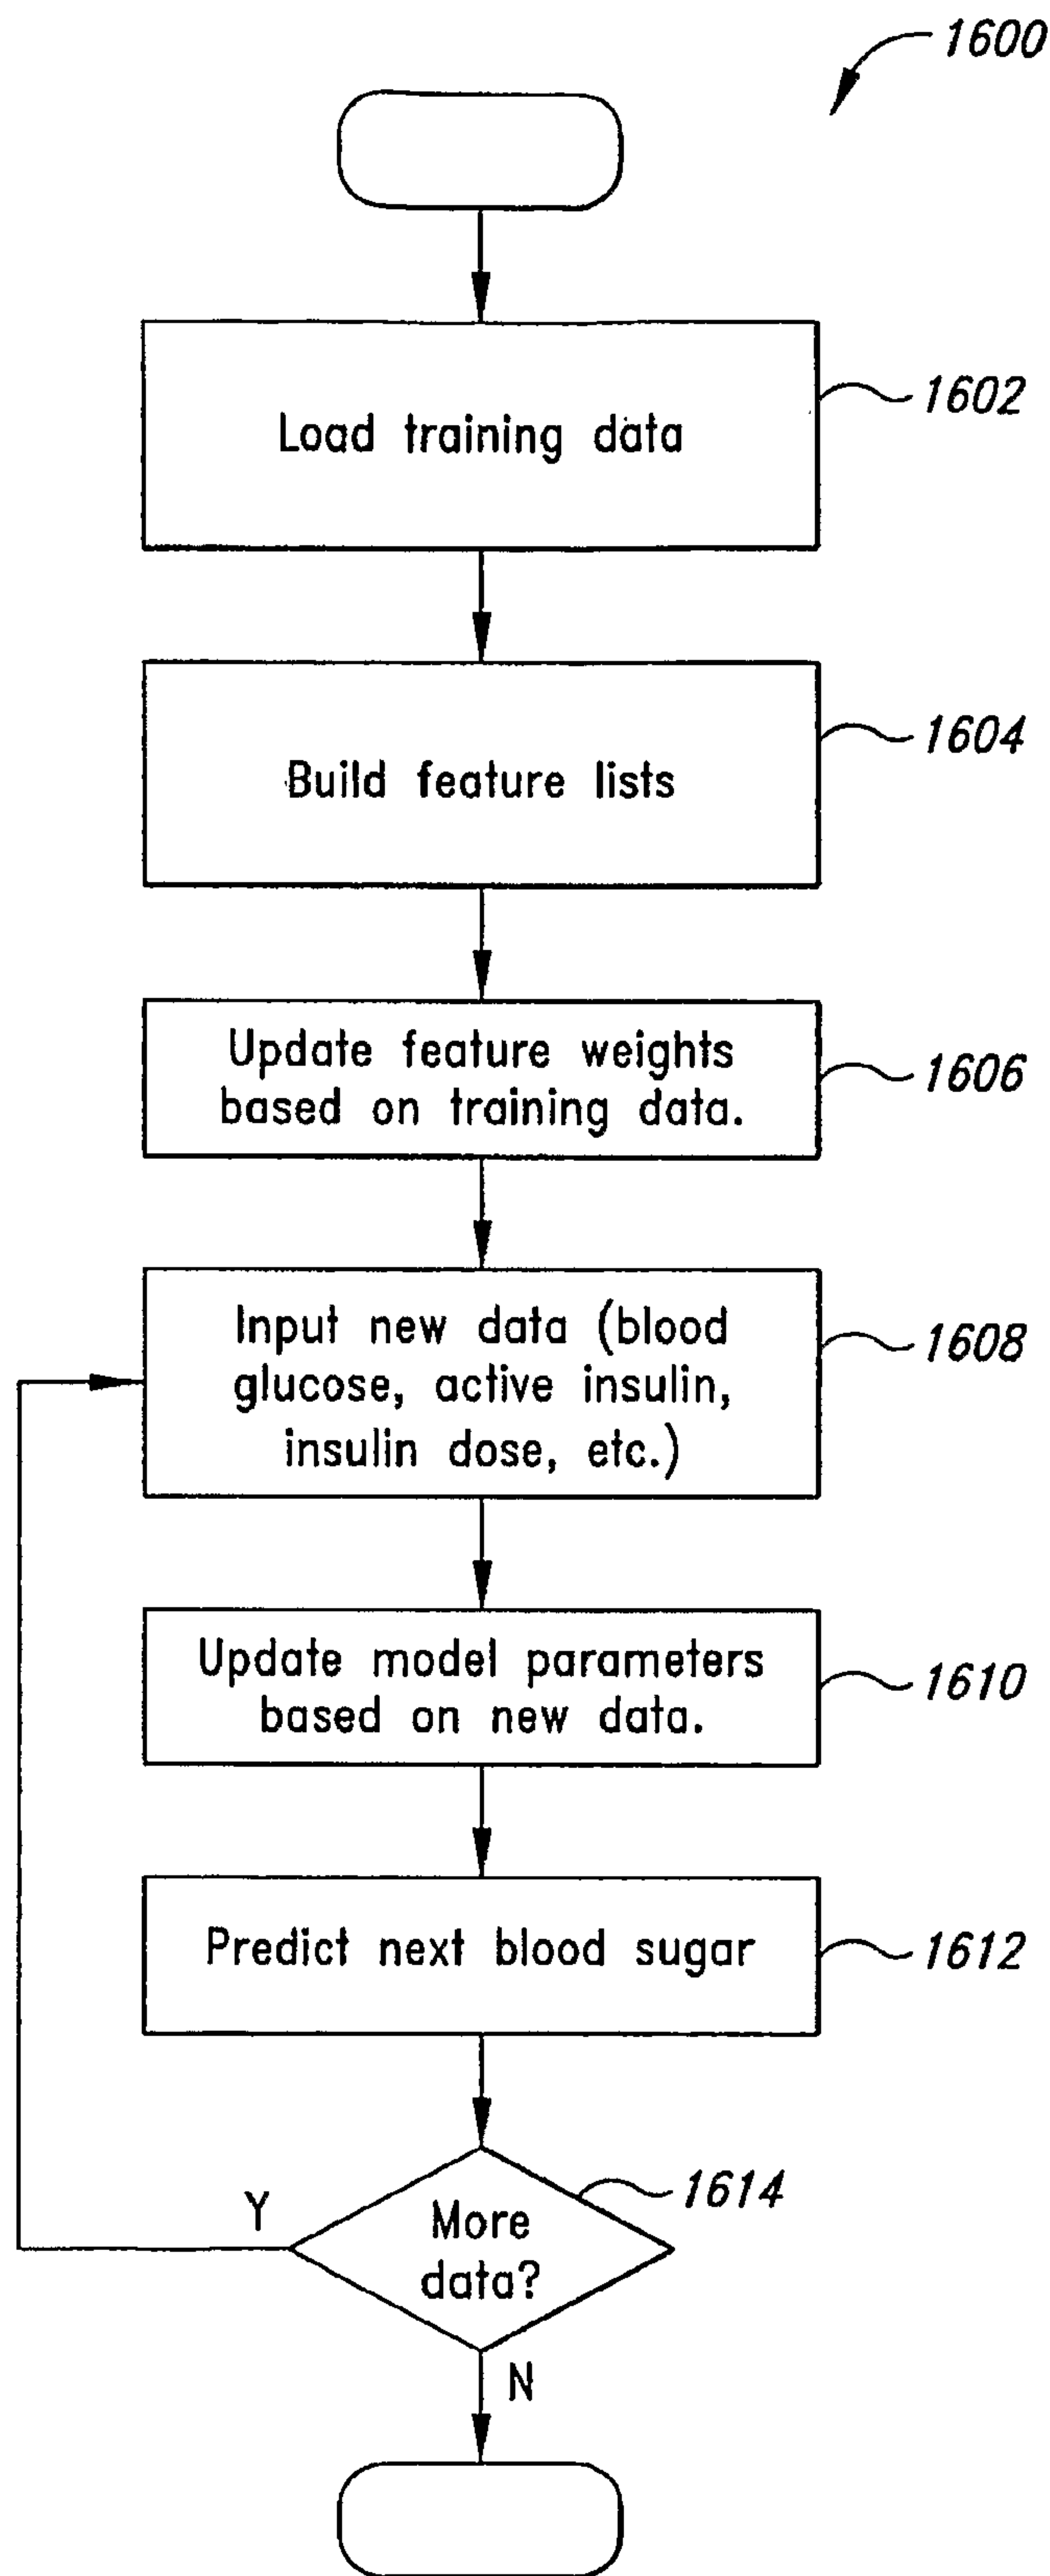 1600
Load training data
1602
Build feature lists
1604
Update feature weights
based on training data.
1606
Input new data (blood
glucose, active insulin,
insulin dose, etc.)
1608
Update model parameters
based on new data.
1610
Predict next blood sugar
1612
More
data?
1614
Y
N